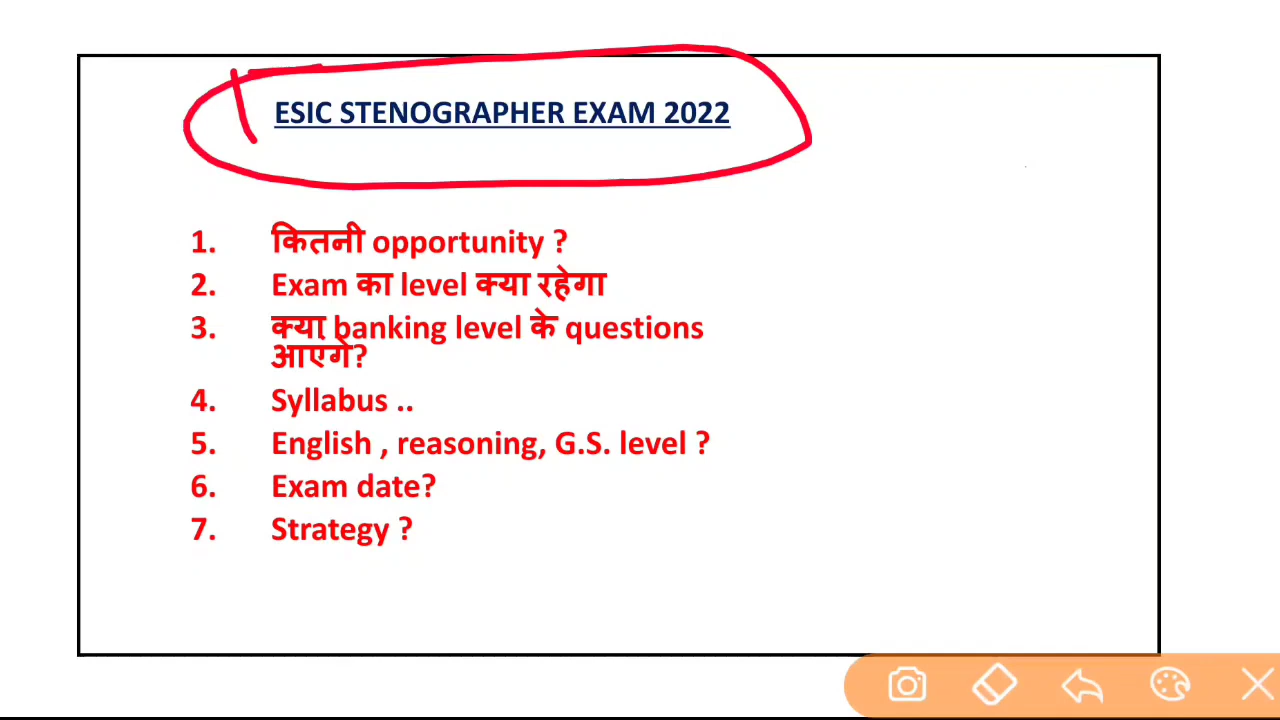 ESIC STENOGRAPHER EXAM 2022
1. कितनी opportunity ?
2. Exam का level क्या रहेगा
3. क्या banking level के questions
आएंगे?
4. Syllabus ..
5. English , reasoning, G.S. level ?
6. Exam date?
7. Strategy ?